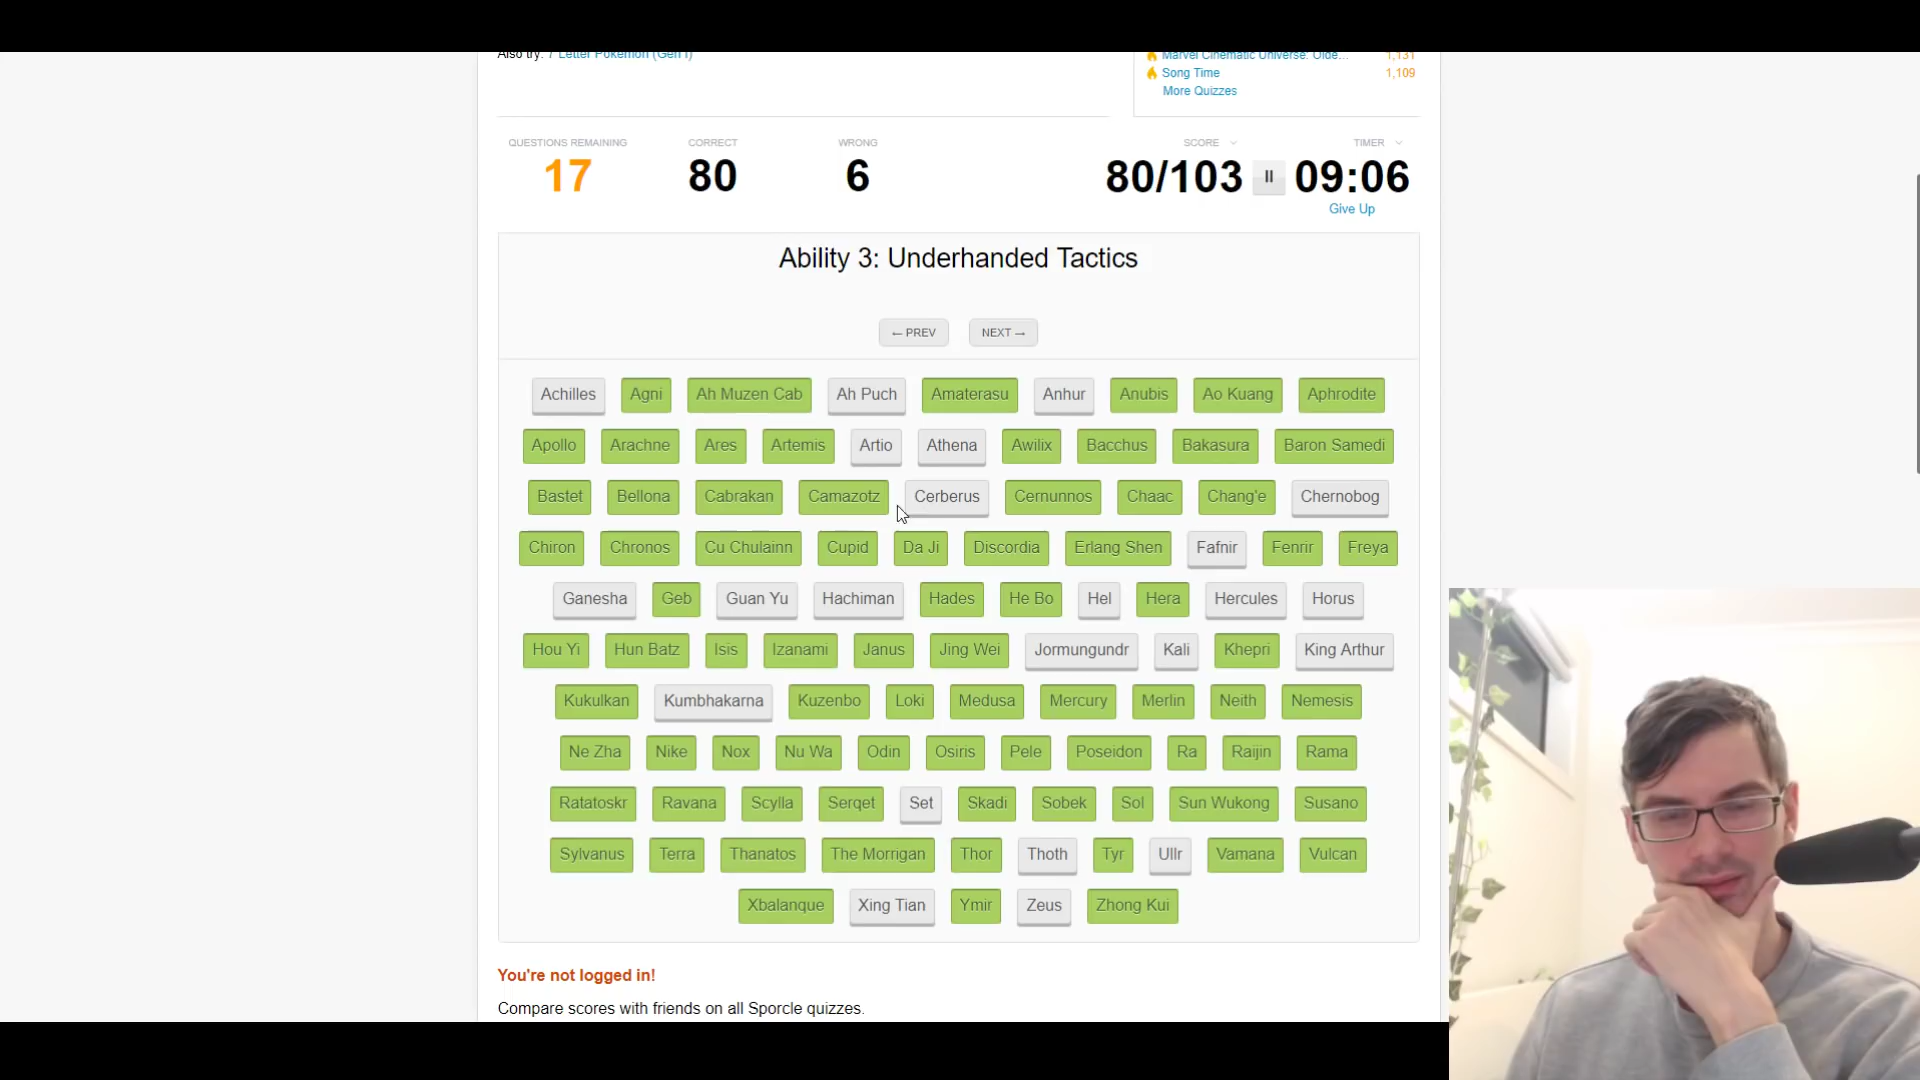 Also try: 7 Letter Pokemon (Gen I)
Marvel Cinematic Universe: Olde... 1,131
Song Time 1,109
More Quizzes
QUESTIONS REMAINING CORRECT WRONG SCORE TIMER
17 80 6 80/103 09:06
Give Up
Ability 3: Underhanded Tactics
← PREV NEXT →
Achilles Agni Ah Muzen Cab Ah Puch Amaterasu Anhur Anubis Ao Kuang Aphrodite
Apollo Arachne Ares Artemis Artio Athena Awilix Bacchus Bakasura Baron Samedi
Bastet Bellona Cabrakan Camazotz Cerberus Cernunnos Chaac Chang'e Chernobog
Chiron Chronos Cu Chulainn Cupid Da Ji Discordia Erlang Shen Fafnir Fenrir Freya
Ganesha Geb Guan Yu Hachiman Hades He Bo Hel Hera Hercules Horus
Hou Yi Hun Batz Isis Izanami Janus Jing Wei Jormungundr Kali Khepri King Arthur
Kukulkan Kumbhakarna Kuzenbo Loki Medusa Mercury Merlin Neith Nemesis
Ne Zha Nike Nox Nu Wa Odin Osiris Pele Poseidon Ra Raijin Rama
Ratatoskr Ravana Scylla Serqet Set Skadi Sobek Sol Sun Wukong Susano
Sylvanus Terra Thanatos The Morrigan Thor Thoth Tyr Ullr Vamana Vulcan
Xbalanque Xing Tian Ymir Zeus Zhong Kui
You're not logged in!
Compare scores with friends on all Sporcle quizzes.